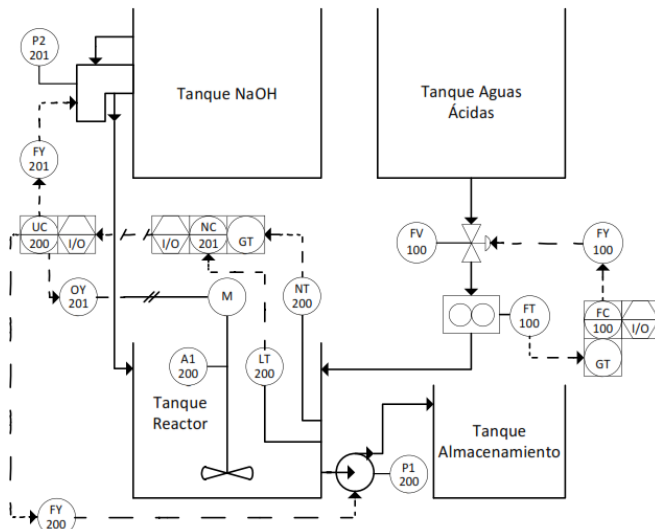 P2
201
Tanque NaOH
Tanque Aguas
Ácidas
FY
201
UC
200
I/O
I/O
NC
201
GT
FV
100
FY
100
OY
201
M
NT
200
FT
100
FC
100
I/O
GT
A1
200
LT
200
Tanque
Reactor
Tanque
Almacenamiento
P1
200
FY
200